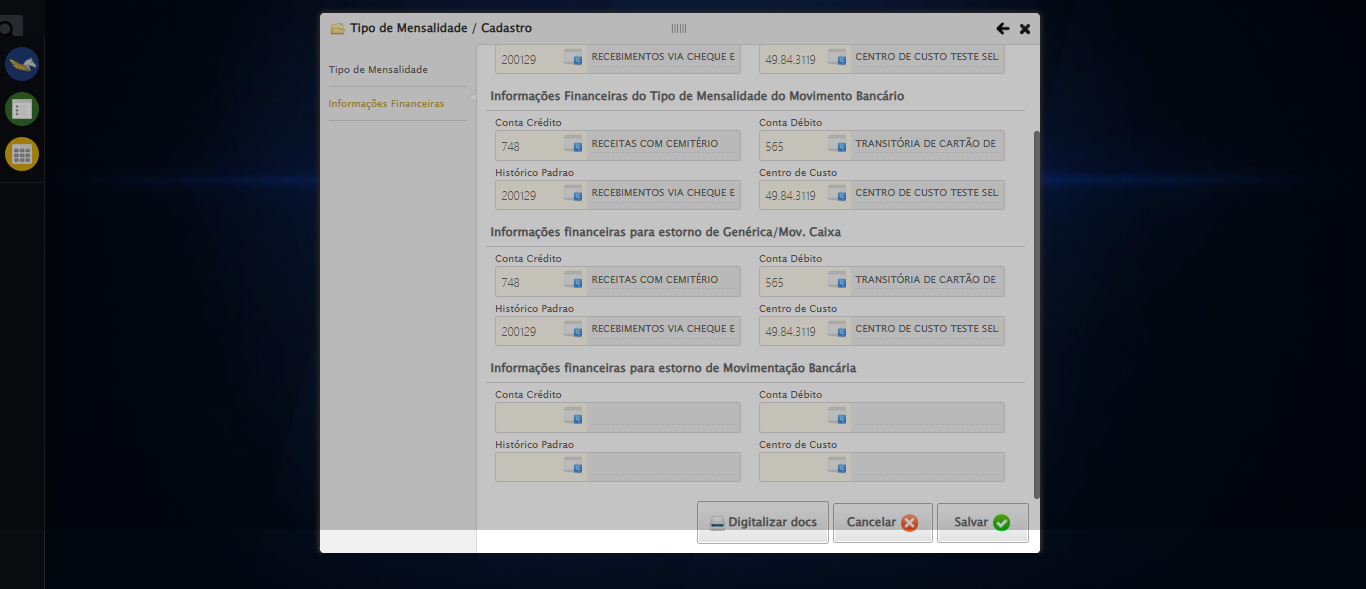 Tipo de Mensalidade / Cadastro
Tipo de Mensalidade
Informações Financeiras
200129 RECEBIMENTOS VIA CHEQUE E 49.84.3119 CENTRO DE CUSTO TESTE SEL
Informações Financeiras do Tipo de Mensalidade do Movimento Bancário
Conta Crédito Conta Débito
748 RECEITAS COM CEMITÉRIO 565 TRANSITÓRIA DE CARTÃO DE
Histórico Padrao Centro de Custo
200129 RECEBIMENTOS VIA CHEQUE E 49.84.3119 CENTRO DE CUSTO TESTE SEL
Informações financeiras para estorno de Genérica/Mov. Caixa
Conta Crédito Conta Débito
748 RECEITAS COM CEMITÉRIO 565 TRANSITÓRIA DE CARTÃO DE
Histórico Padrao Centro de Custo
200129 RECEBIMENTOS VIA CHEQUE E 49.84.3119 CENTRO DE CUSTO TESTE SEL
Informações financeiras para estorno de Movimentação Bancária
Conta Crédito Conta Débito
Histórico Padrao Centro de Custo
Digitalizar docs Cancelar Salvar